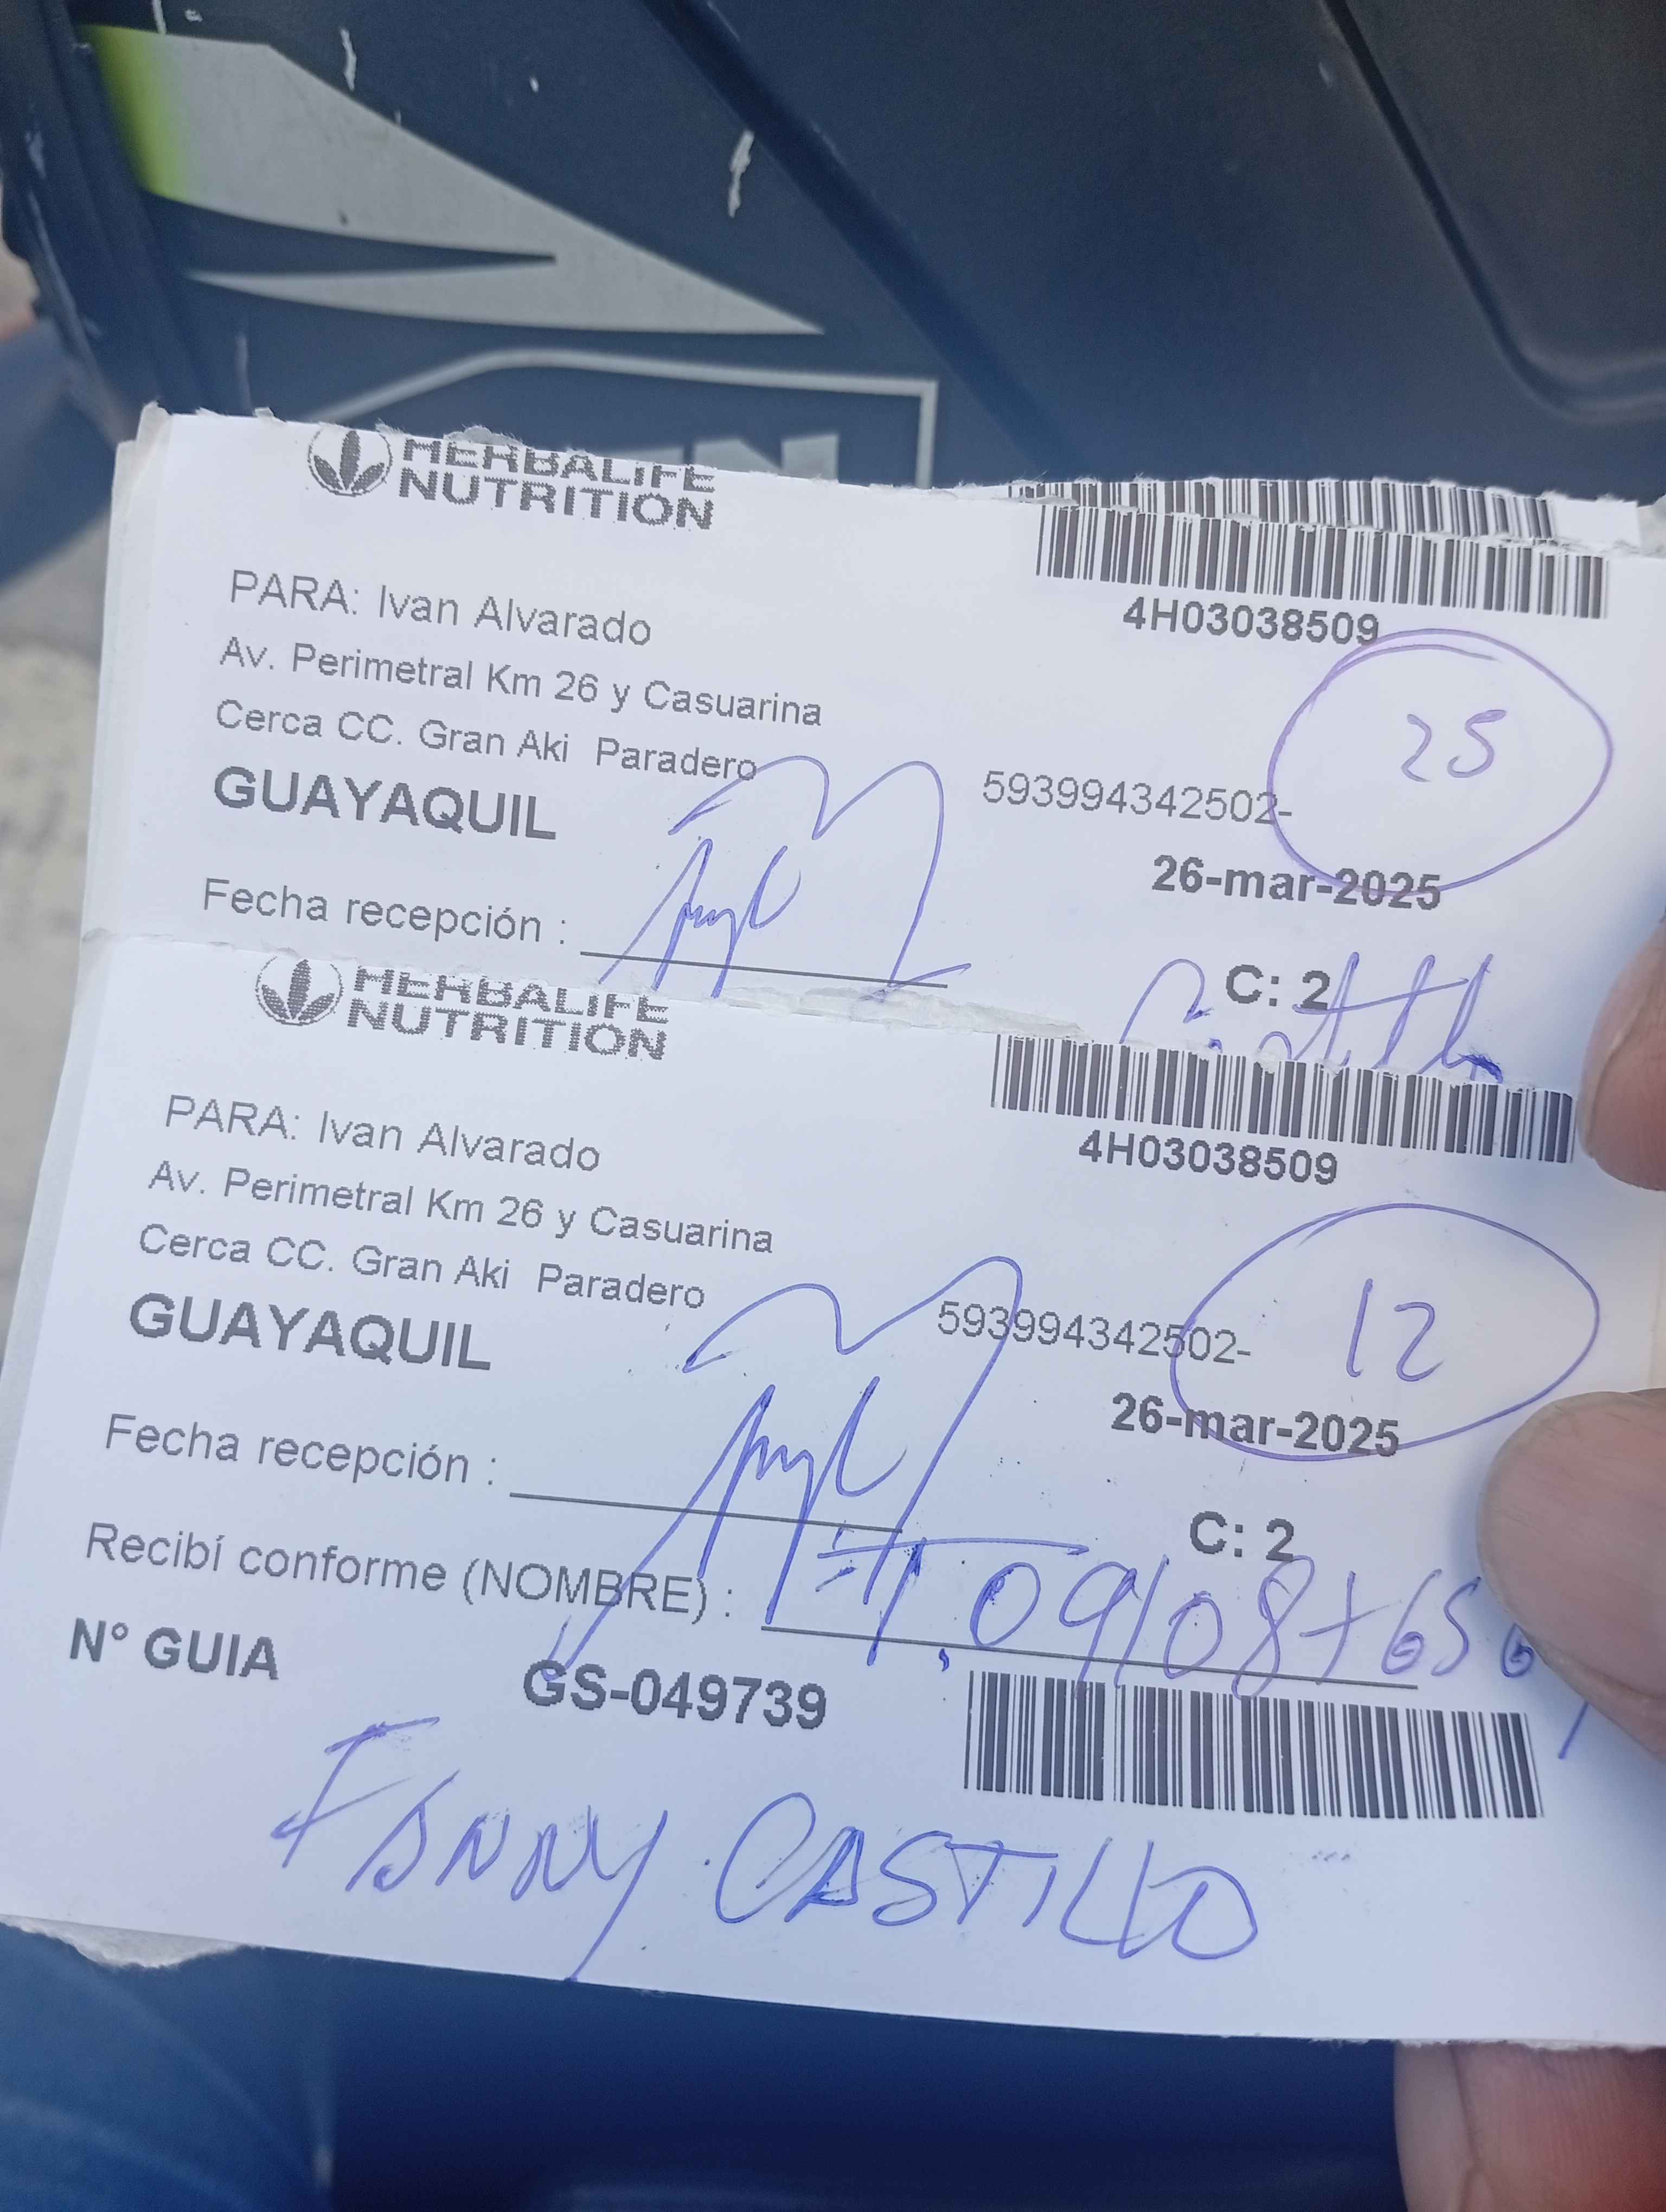 HERBALIFE
NUTRITION
4H03038509
PARA: Ivan Alvarado
Av. Perimetral Km 26 y Casuarina
Cerca CC. Gran Aki Paradero
GUAYAQUIL
593994342502-
25
26-mar-2025
Fecha recepción :
C: 2
HERBALIFE
NUTRITION
4H03038509
PARA: Ivan Alvarado
Av. Perimetral Km 26 y Casuarina
Cerca CC. Gran Aki Paradero
GUAYAQUIL
593994342502-
12
26-mar-2025
Fecha recepción :
C: 2
Recibí conforme (NOMBRE) :
N° GUIA GS-049739
FANNY CASTILLO